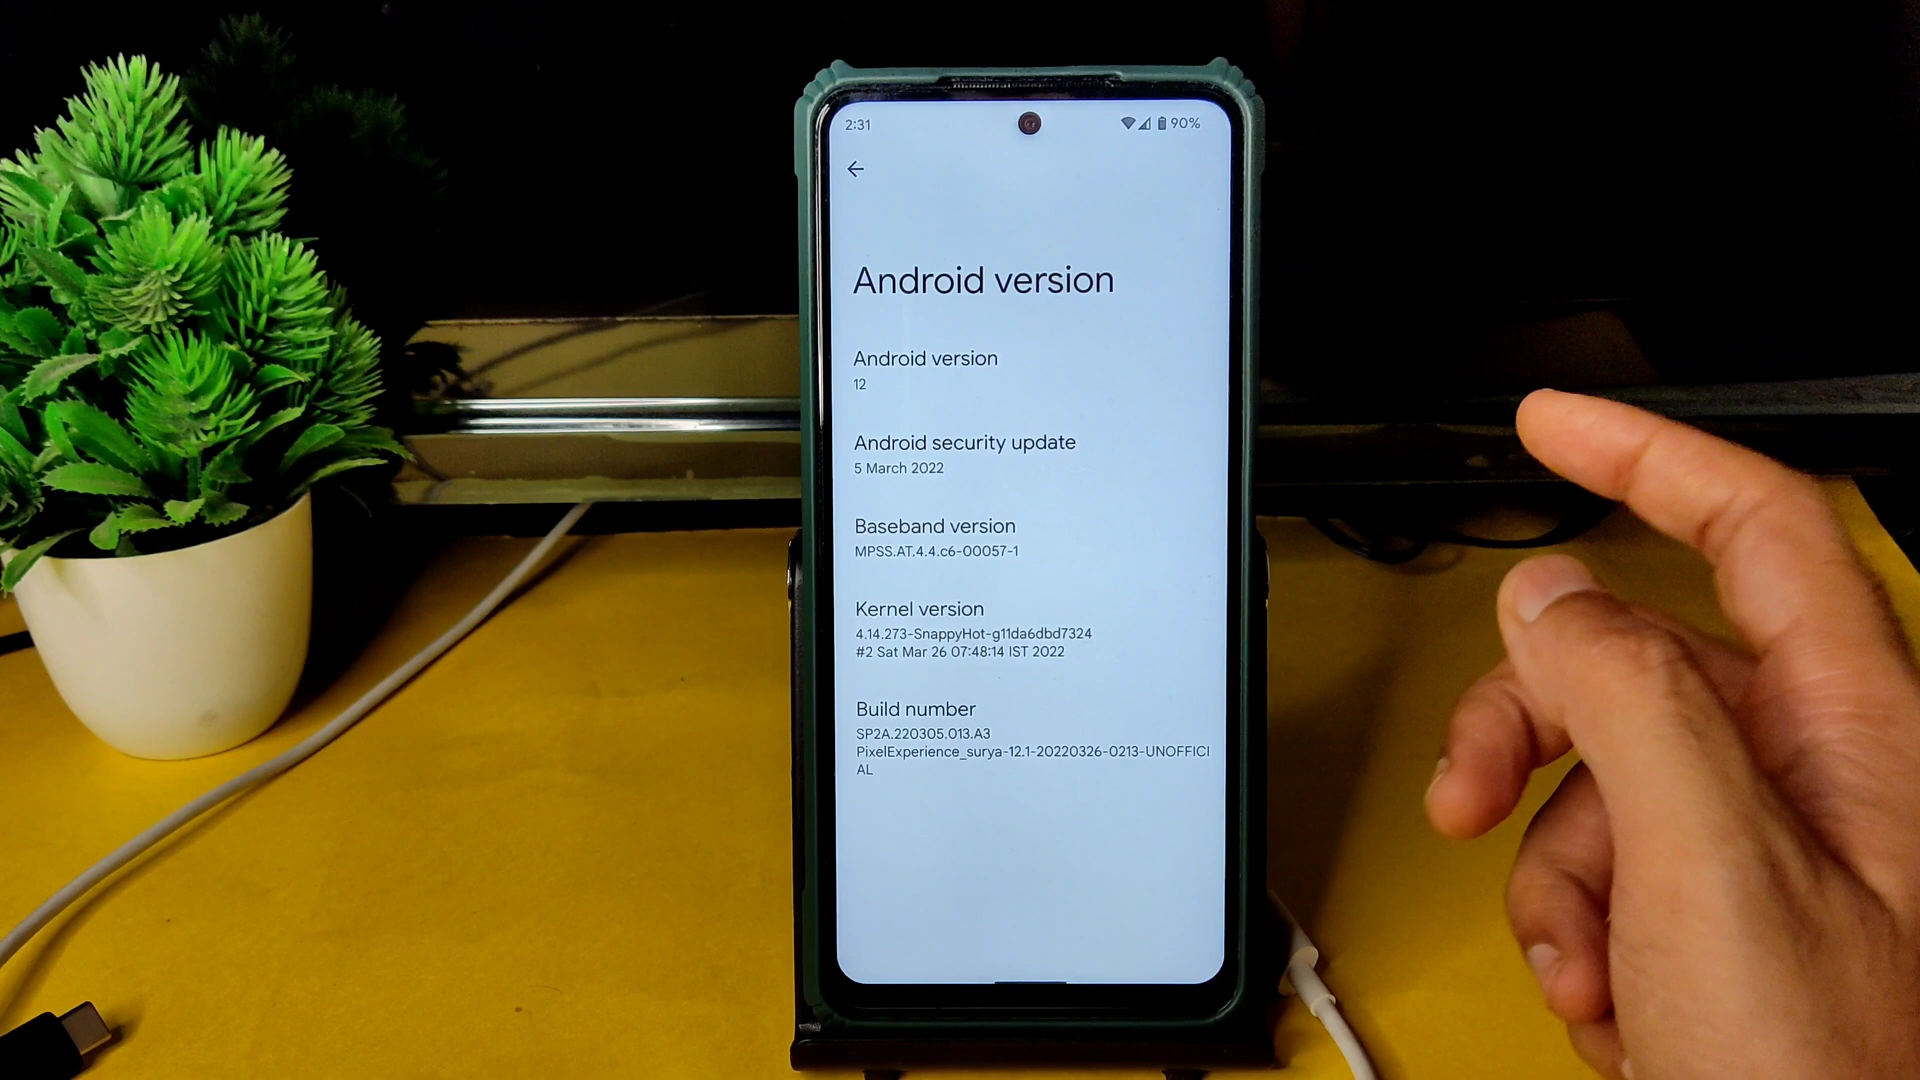 2:31 90%
Android version
Android version
12
Android security update
5 March 2022
Baseband version
MPSS.AT.4.4.c6-00057-1
Kernel version
4.14.273-SnappyHot-g11da6dbd7324
#2 Sat Mar 26 07:48:14 IST 2022
Build number
SP2A.220305.013.A3
PixelExperience_surya-12.1-20220326-0213-UNOFFICI
AL